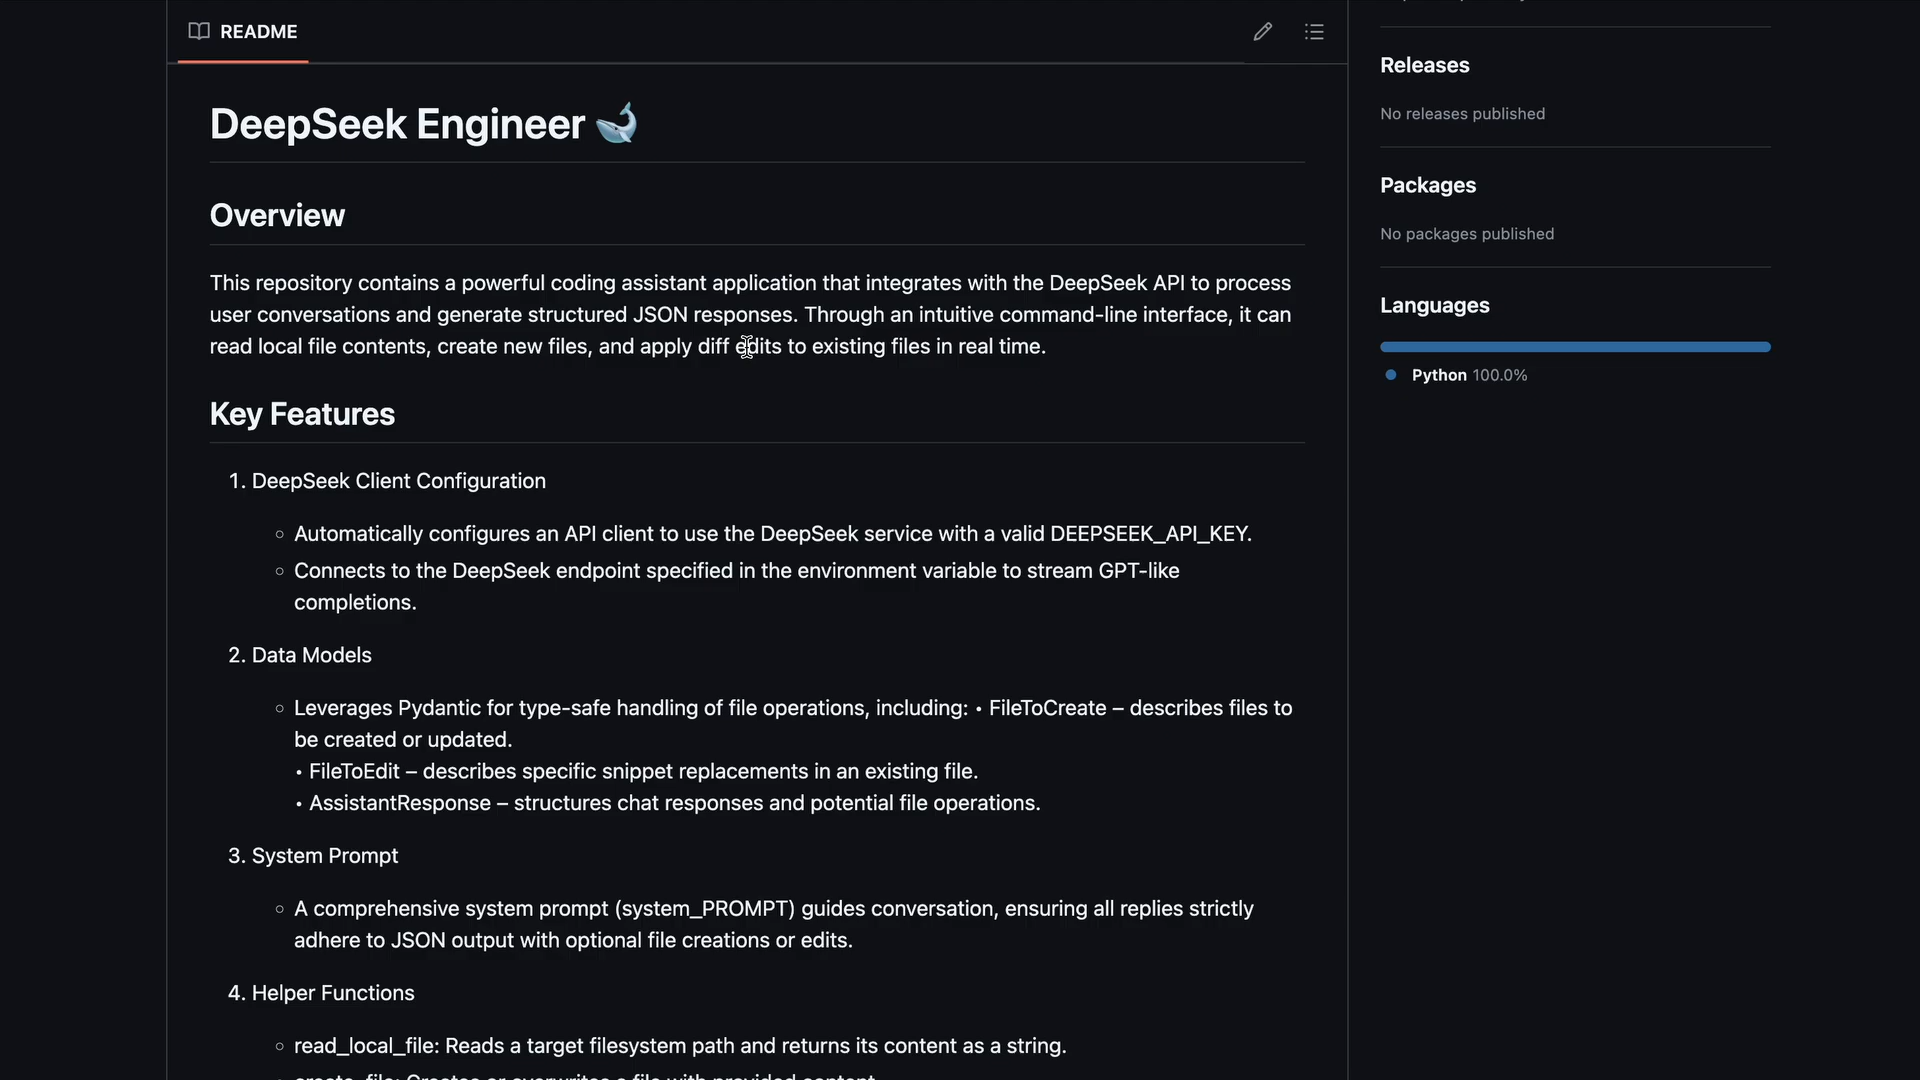 README
DeepSeek Engineer 🐋
Overview
This repository contains a powerful coding assistant application that integrates with the DeepSeek API to process
user conversations and generate structured JSON responses. Through an intuitive command-line interface, it can
read local file contents, create new files, and apply diff edits to existing files in real time.
Key Features
1. DeepSeek Client Configuration
◦ Automatically configures an API client to use the DeepSeek service with a valid DEEPSEEK_API_KEY.
◦ Connects to the DeepSeek endpoint specified in the environment variable to stream GPT-like
completions.
2. Data Models
◦ Leverages Pydantic for type-safe handling of file operations, including: • FileToCreate – describes files to
be created or updated.
• FileToEdit – describes specific snippet replacements in an existing file.
• AssistantResponse – structures chat responses and potential file operations.
3. System Prompt
◦ A comprehensive system prompt (system_PROMPT) guides conversation, ensuring all replies strictly
adhere to JSON output with optional file creations or edits.
4. Helper Functions
◦ read_local_file: Reads a target filesystem path and returns its content as a string.
create_file: Creates or overwrites a file with provided content.
Releases
No releases published
Packages
No packages published
Languages
Python 100.0%